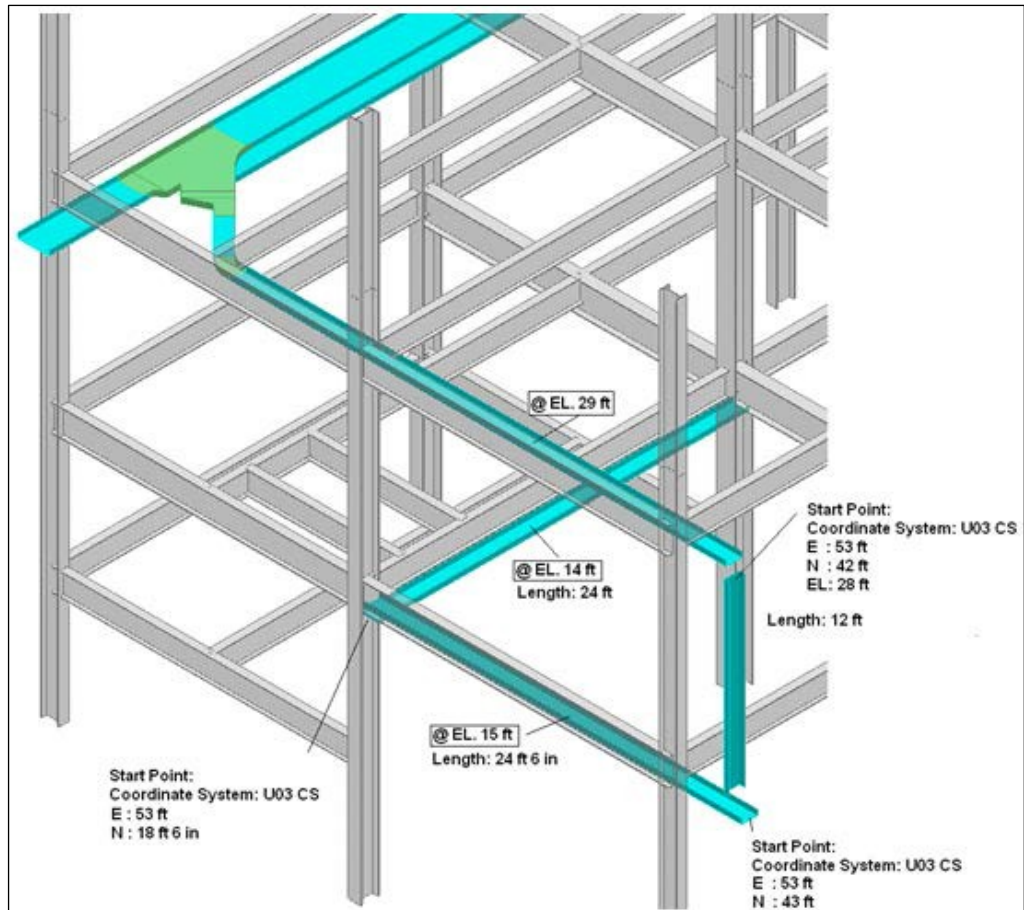 @ EL. 29 ft
Start Point:
Coordinate System: U03 CS
E : 53 ft
N : 42 ft
EL: 28 ft
Length: 12 ft
@ EL. 14 ft
Length: 24 ft
@ EL. 15 ft
Length: 24 ft 6 in
Start Point:
Coordinate System: U03 CS
E : 53 ft
N : 18 ft 6 in
Start Point:
Coordinate System: U03 CS
E : 53 ft
N : 43 ft